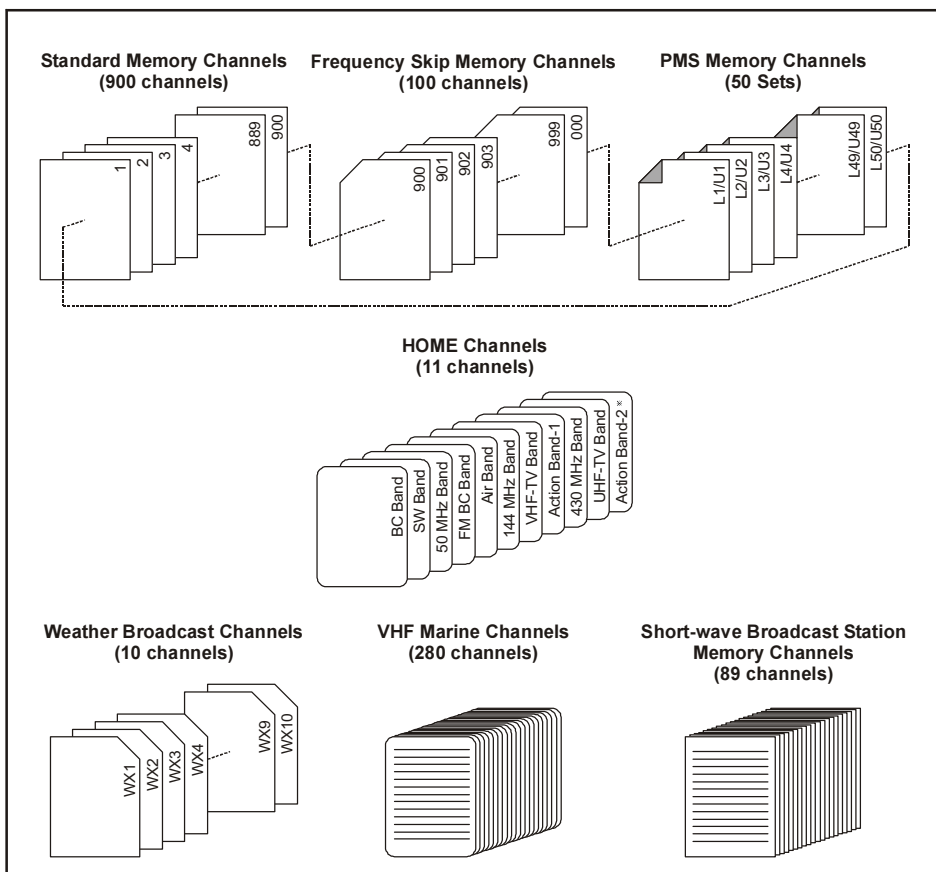 Standard Memory Channels
(900 channels)
1
2
3
4
889
900
Frequency Skip Memory Channels
(100 channels)
900
901
902
903
999
000
PMS Memory Channels
(50 Sets)
L1/U1
L2/U2
L3/U3
L4/U4
L49/U49
L50/U50
HOME Channels
(11 channels)
BC Band
SW Band
50 MHz Band
FM BC Band
Air Band
144 MHz Band
VHF-TV Band
Action Band-1
430 MHz Band
UHF-TV Band
Action Band-2 ※
Weather Broadcast Channels
(10 channels)
WX1
WX2
WX3
WX4
WX9
WX10
VHF Marine Channels
(280 channels)
Short-wave Broadcast Station
Memory Channels
(89 channels)